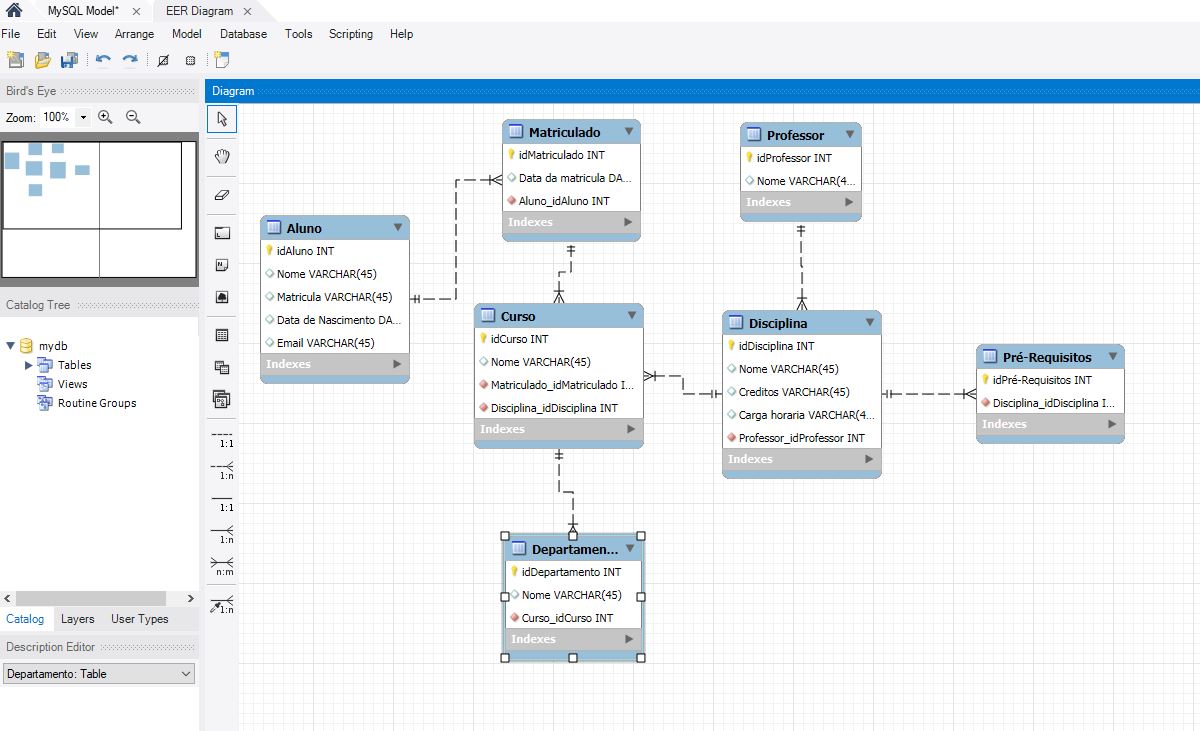 MySQL Model*
EER Diagram
File Edit View Arrange Model Database Tools Scripting Help
Bird's Eye
Zoom: 100%
Catalog Tree
mydb
Tables
Views
Routine Groups
Catalog Layers User Types
Description Editor
Departamento: Table
Diagram
1:1
1:n
1:1
1:n
n:m
1:n
Aluno
idAluno INT
Nome VARCHAR(45)
Matricula VARCHAR(45)
Data de Nascimento DA...
Email VARCHAR(45)
Indexes
Matriculado
idMatriculado INT
Data da matricula DA...
Aluno_idAluno INT
Indexes
Curso
idCurso INT
Nome VARCHAR(45)
Matriculado_idMatriculado I...
Disciplina_idDisciplina INT
Indexes
Departamen...
idDepartamento INT
Nome VARCHAR(45)
Curso_idCurso INT
Indexes
Professor
idProfessor INT
Nome VARCHAR(4...
Indexes
Disciplina
idDisciplina INT
Nome VARCHAR(45)
Creditos VARCHAR(45)
Carga horaria VARCHAR(4...
Professor_idProfessor INT
Indexes
Pré-Requisitos
idPré-Requisitos INT
Disciplina_idDisciplina I...
Indexes